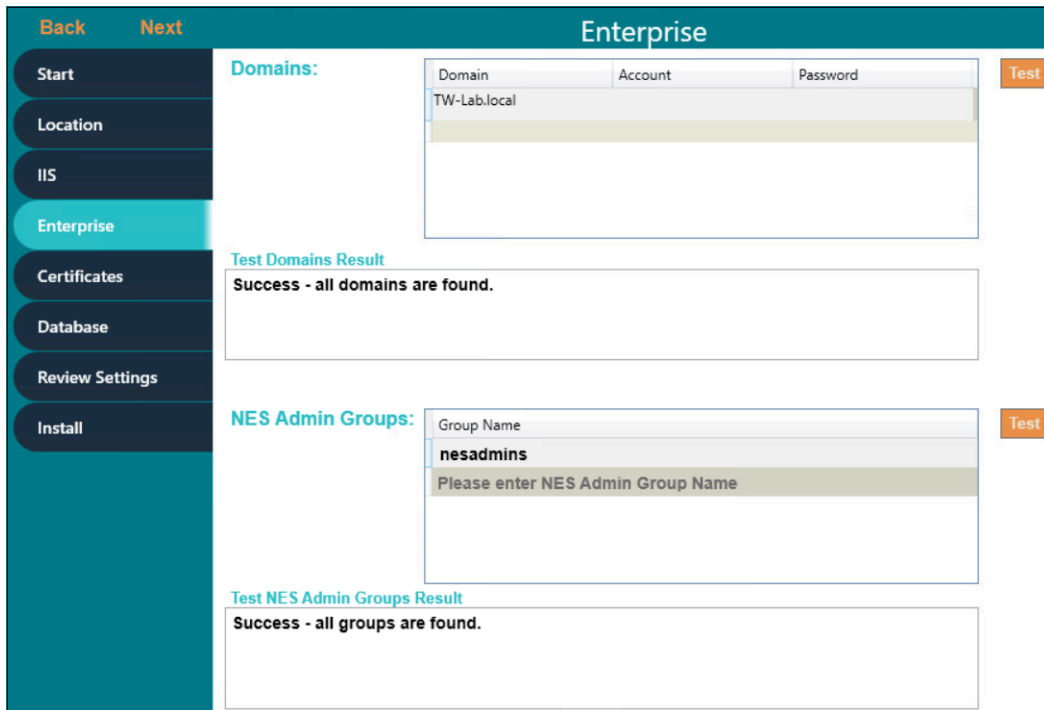 Back Next Enterprise
Start
Location
IIS
Enterprise
Certificates
Database
Review Settings
Install
Domains:
Domain Account Password
TW-Lab.local
Test
Test Domains Result
Success - all domains are found.
NES Admin Groups:
Group Name
nesadmins
Please enter NES Admin Group Name
Test
Test NES Admin Groups Result
Success - all groups are found.